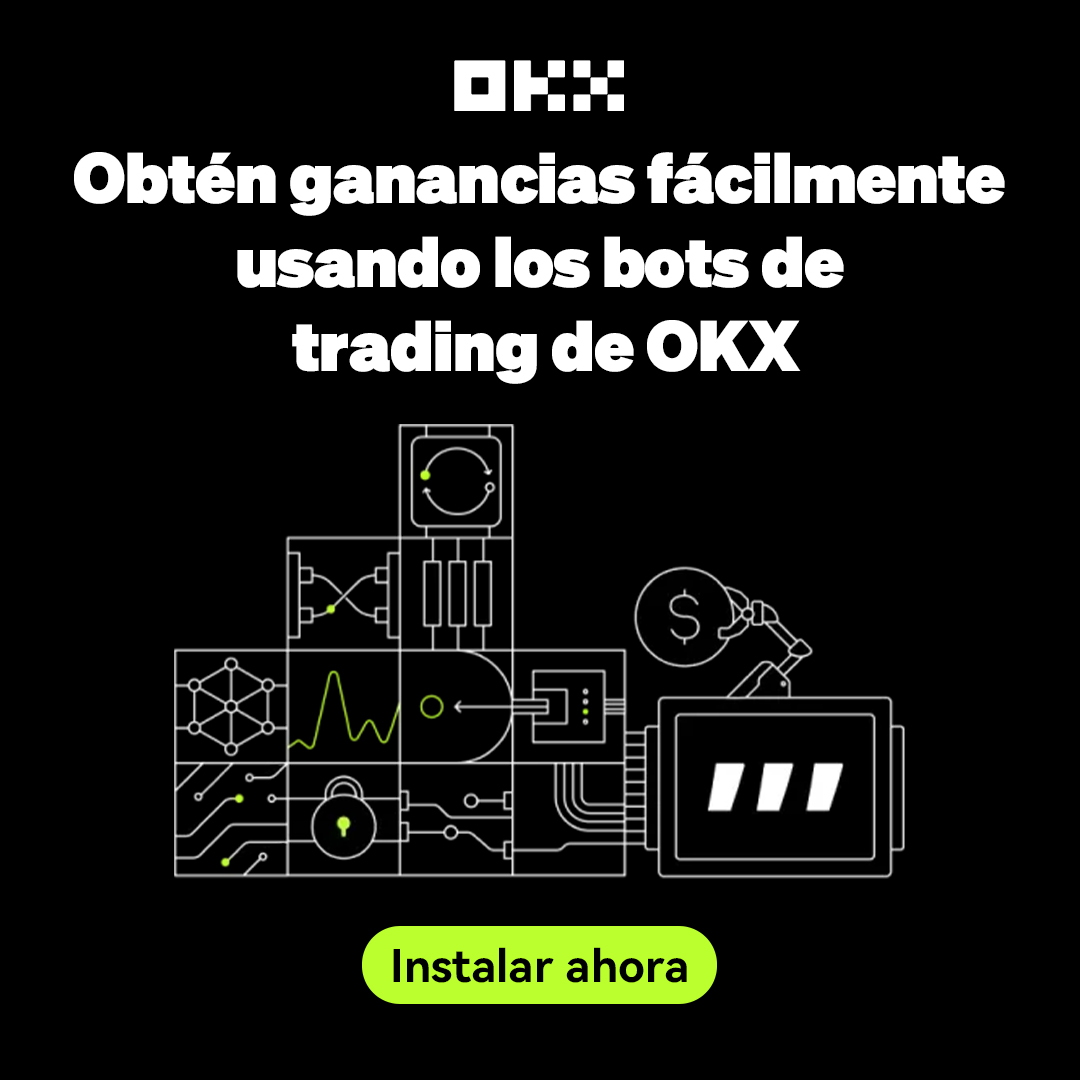 OKX
Obtén ganancias fácilmente
usando los bots de
trading de OKX
$
Instalar ahora